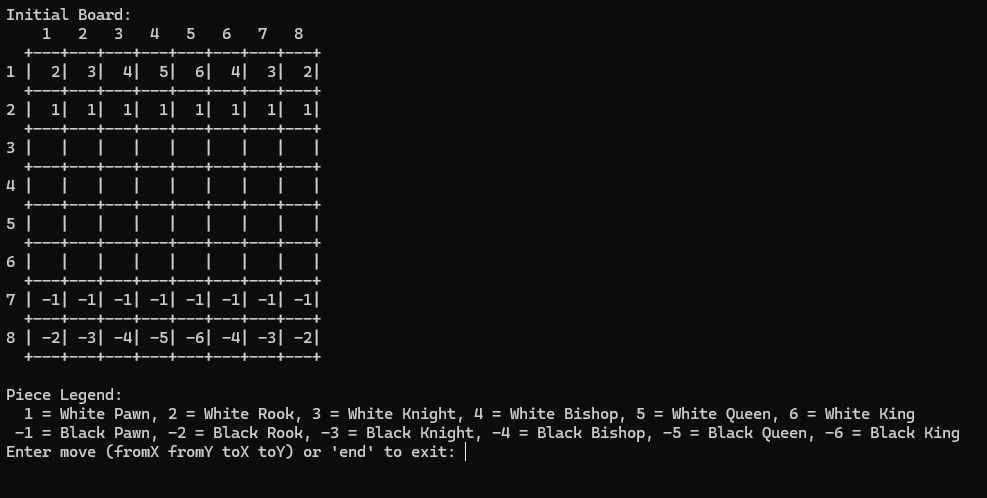 Initial Board:
    1   2   3   4   5   6   7   8
  +---+---+---+---+---+---+---+---+
1 |  2|  3|  4|  5|  6|  4|  3|  2|
  +---+---+---+---+---+---+---+---+
2 |  1|  1|  1|  1|  1|  1|  1|  1|
  +---+---+---+---+---+---+---+---+
3 |   |   |   |   |   |   |   |   |
  +---+---+---+---+---+---+---+---+
4 |   |   |   |   |   |   |   |   |
  +---+---+---+---+---+---+---+---+
5 |   |   |   |   |   |   |   |   |
  +---+---+---+---+---+---+---+---+
6 |   |   |   |   |   |   |   |   |
  +---+---+---+---+---+---+---+---+
7 | -1| -1| -1| -1| -1| -1| -1| -1|
  +---+---+---+---+---+---+---+---+
8 | -2| -3| -4| -5| -6| -4| -3| -2|
  +---+---+---+---+---+---+---+---+
Piece Legend:
  1 = White Pawn, 2 = White Rook, 3 = White Knight, 4 = White Bishop, 5 = White Queen, 6 = White King
 -1 = Black Pawn, -2 = Black Rook, -3 = Black Knight, -4 = Black Bishop, -5 = Black Queen, -6 = Black King
Enter move (fromX fromY toX toY) or 'end' to exit: